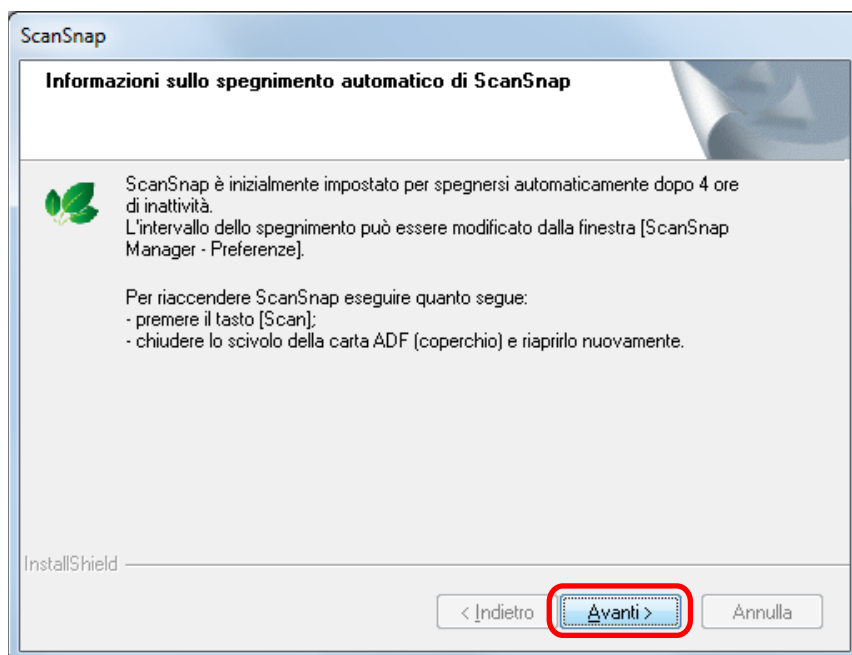 ScanSnap
Informazioni sullo spegnimento automatico di ScanSnap
ScanSnap è inizialmente impostato per spegnersi automaticamente dopo 4 ore
di inattività.
L'intervallo dello spegnimento può essere modificato dalla finestra [ScanSnap
Manager - Preferenze].
Per riaccendere ScanSnap eseguire quanto segue:
- premere il tasto [Scan];
- chiudere lo scivolo della carta ADF (coperchio) e riaprirlo nuovamente.
InstallShield
< Indietro
Avanti >
Annulla